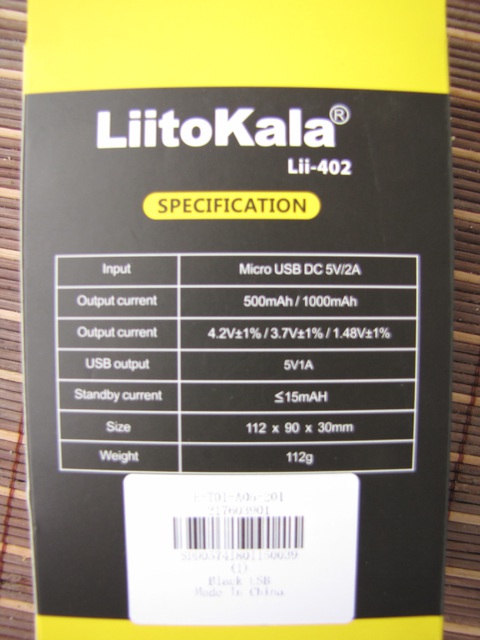 LiitoKala®
Lii-402
SPECIFICATION
Input Micro USB DC 5V/2A
Output current 500mAh / 1000mAh
Output current 4.2V±1% / 3.7V±1% / 1.48V±1%
USB output 5V1A
Standby current ≤15mAH
Size 112 x 90 x 30mm
Weight 112g
217603901
(1)
Black USB
Made In China